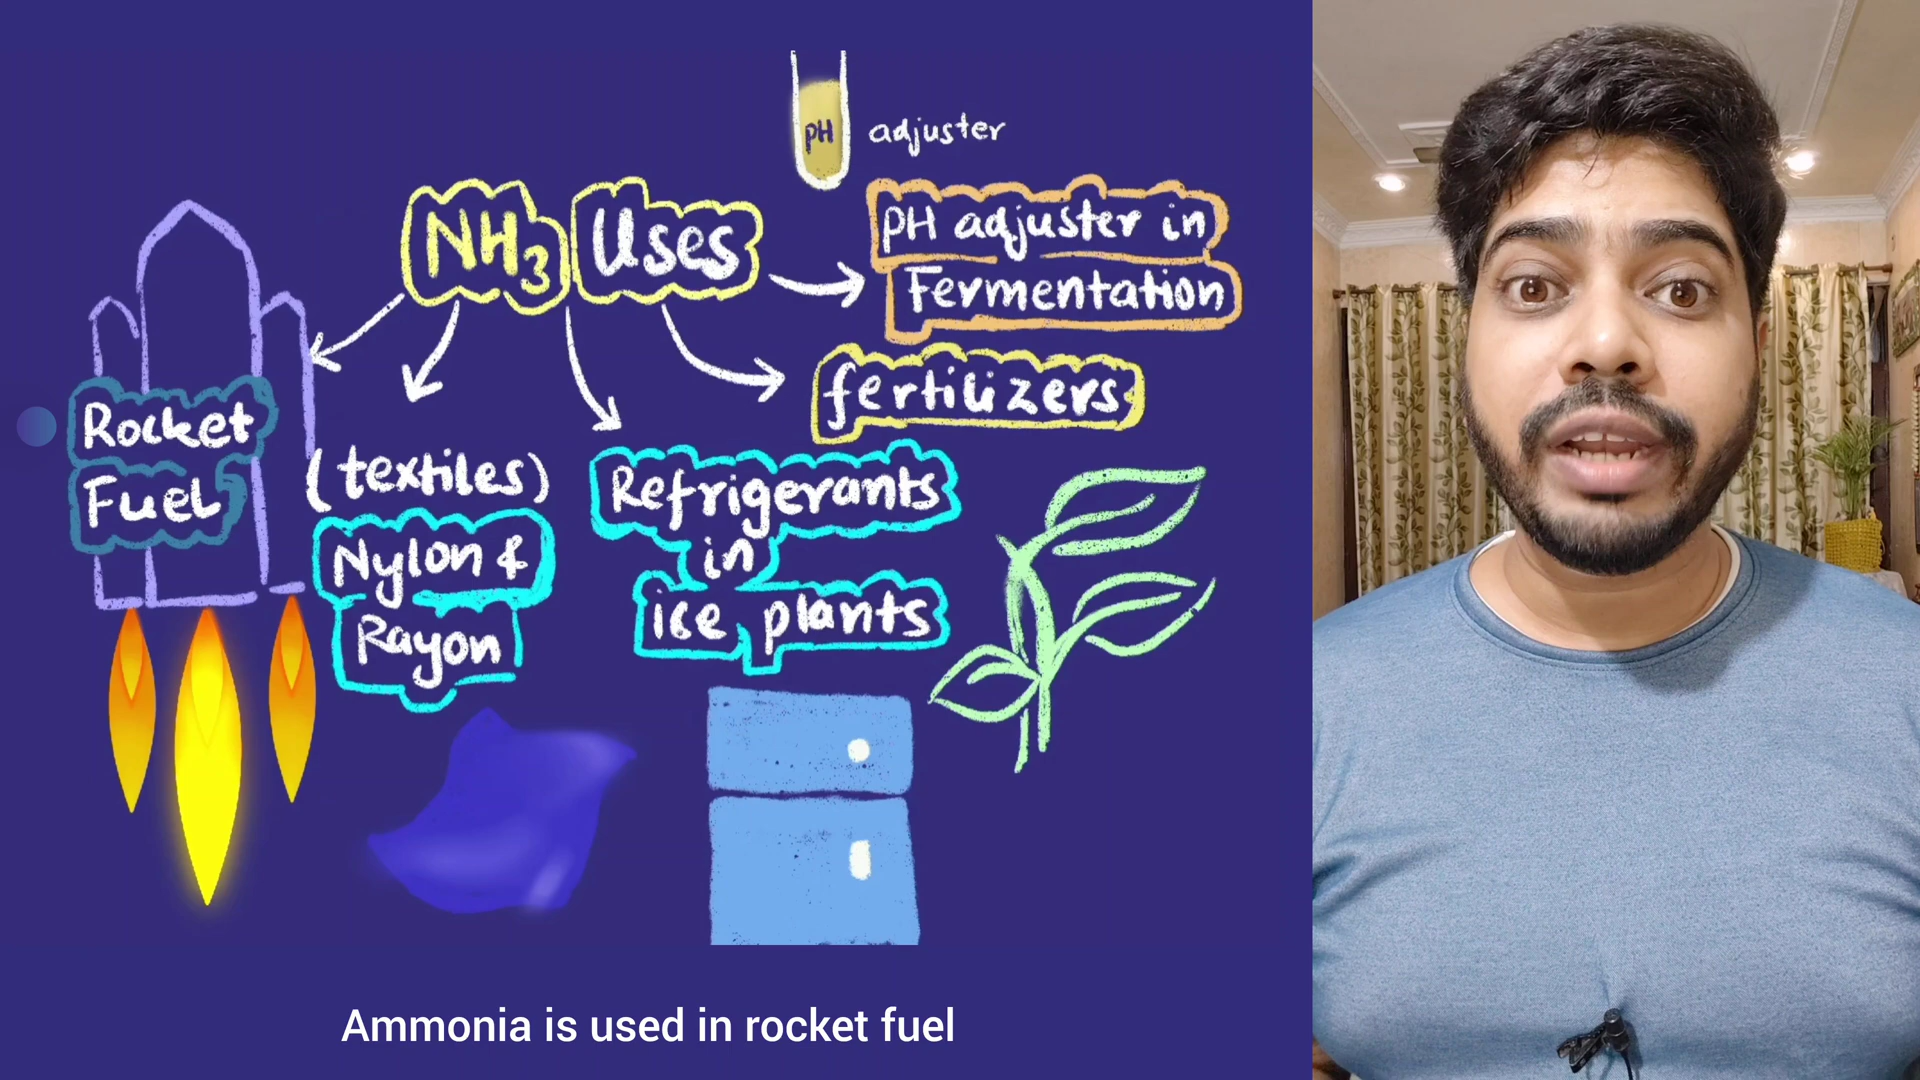 pH
adjuster
NH3 Uses
PH adjuster in
Fermentation
fertilizers
Rocket
Fuel
(textiles)
Nylon &
Rayon
Refrigerants
in
ice plants
Ammonia is used in rocket fuel